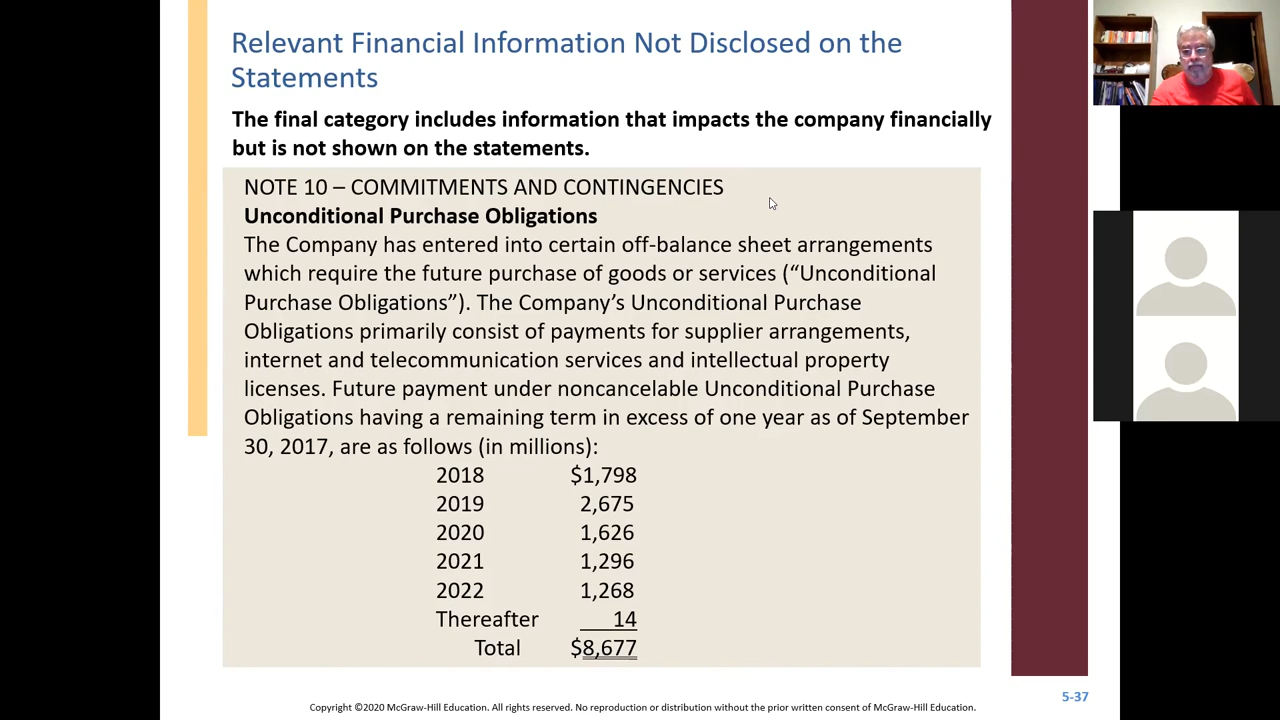 Relevant Financial Information Not Disclosed on the
Statements
The final category includes information that impacts the company financially
but is not shown on the statements.
NOTE 10 – COMMITMENTS AND CONTINGENCIES
Unconditional Purchase Obligations
The Company has entered into certain off-balance sheet arrangements
which require the future purchase of goods or services (“Unconditional
Purchase Obligations”). The Company’s Unconditional Purchase
Obligations primarily consist of payments for supplier arrangements,
internet and telecommunication services and intellectual property
licenses. Future payment under noncancelable Unconditional Purchase
Obligations having a remaining term in excess of one year as of September
30, 2017, are as follows (in millions):
2018 $1,798
2019 2,675
2020 1,626
2021 1,296
2022 1,268
Thereafter 14
Total $8,677
5-37
Copyright ©2020 McGraw-Hill Education. All rights reserved. No reproduction or distribution without the prior written consent of McGraw-Hill Education.